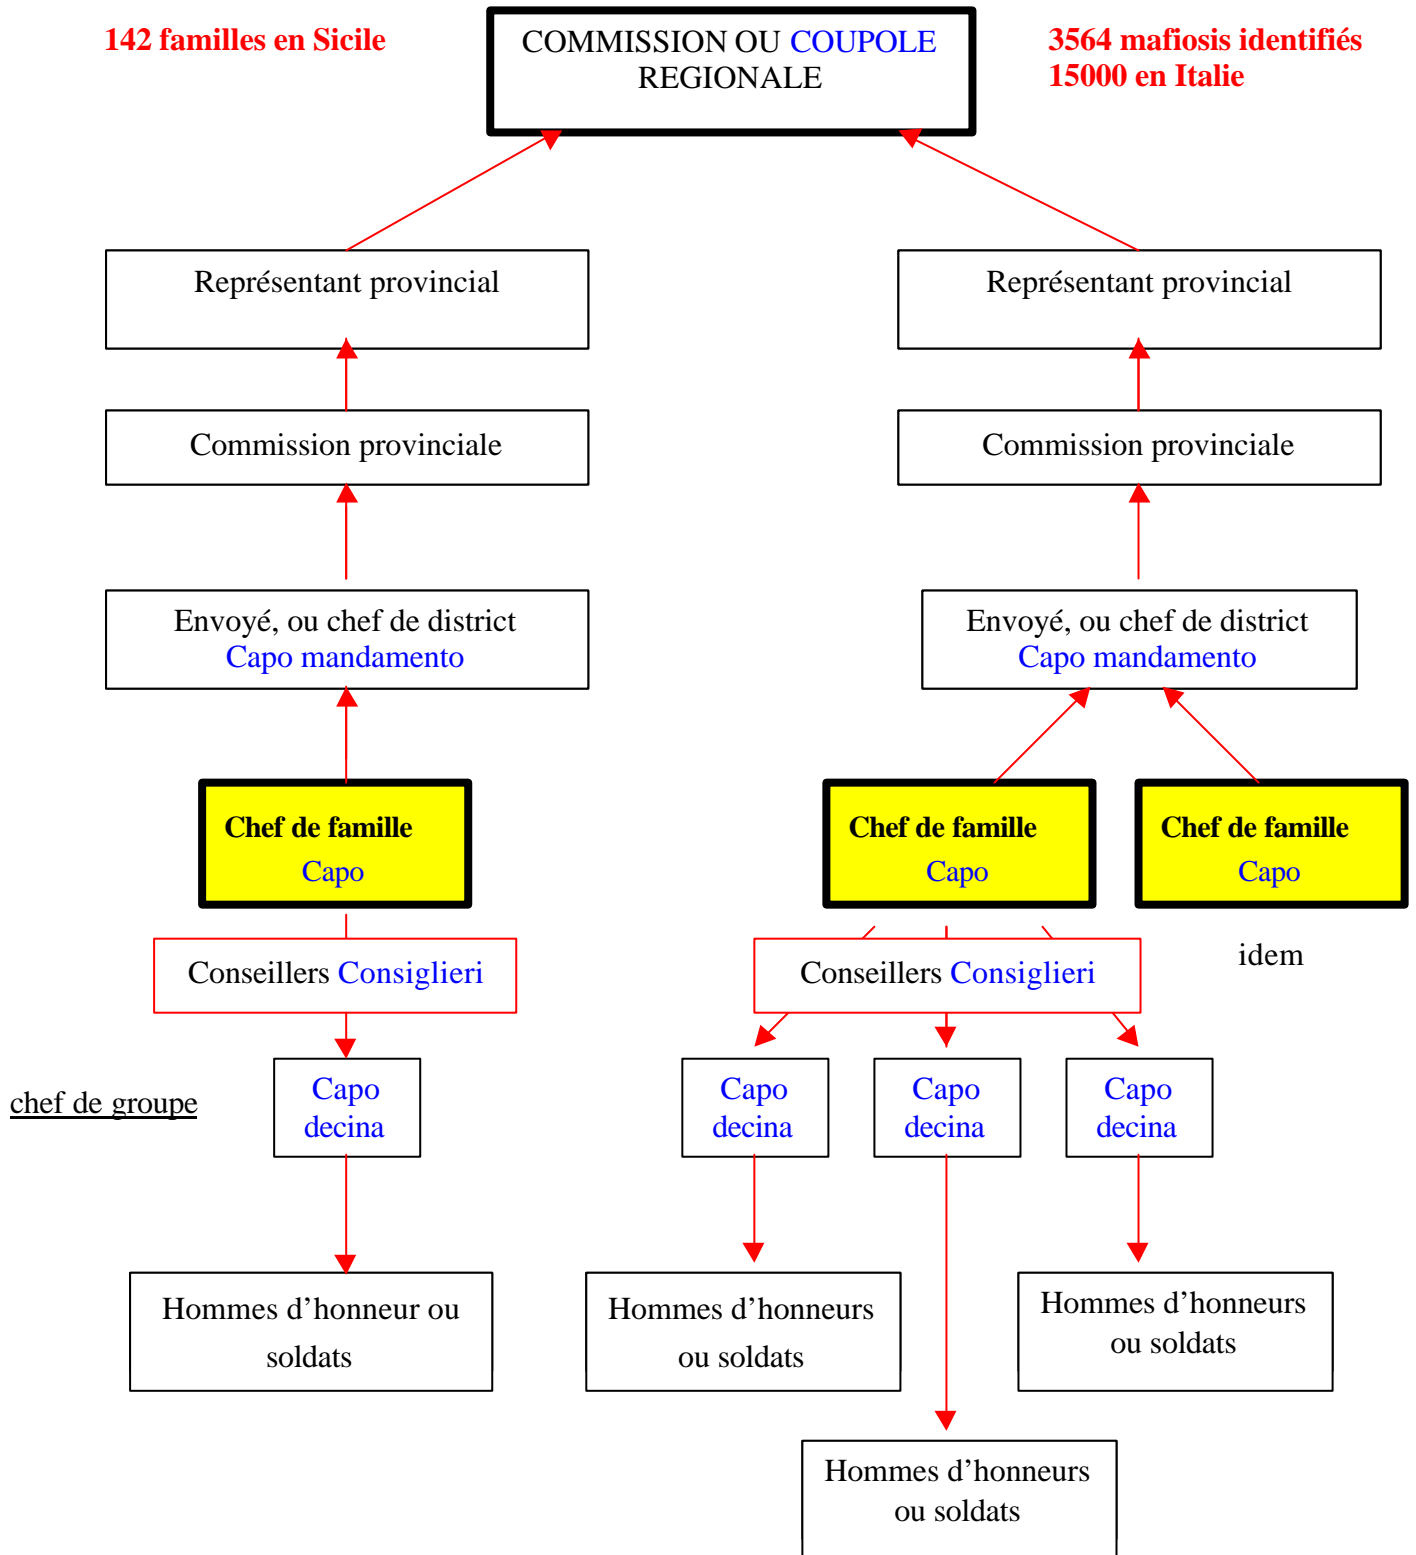 142 familles en Sicile
COMMISSION OU COUPOLE
REGIONALE
3564 mafiosis identifiés
15000 en Italie
Représentant provincial
Représentant provincial
Commission provinciale
Commission provinciale
Envoyé, ou chef de district
Capo mandamento
Envoyé, ou chef de district
Capo mandamento
Chef de famille
Capo
Chef de famille
Capo
Chef de famille
Capo
Conseillers Consiglieri
Conseillers Consiglieri
idem
chef de groupe
Capo
decina
Capo
decina
Capo
decina
Capo
decina
Hommes d’honneur ou
soldats
Hommes d’honneurs
ou soldats
Hommes d’honneurs
ou soldats
Hommes d’honneurs
ou soldats